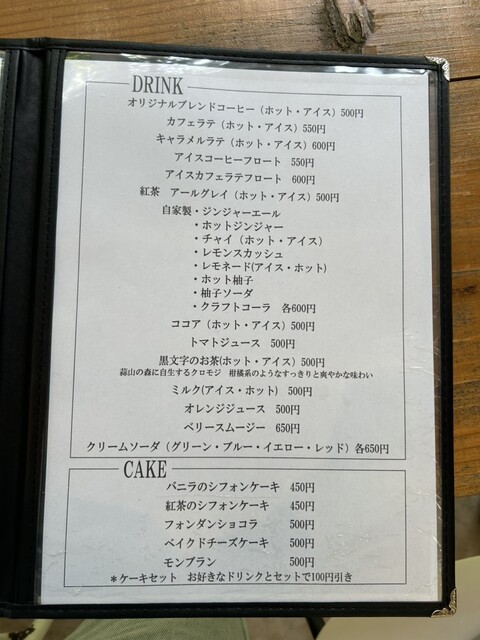 DRINK
オリジナルブレンドコーヒー（ホット・アイス）500円
カフェラテ（ホット・アイス）550円
キャラメルラテ（ホット・アイス）600円
アイスコーヒーフロート　550円
アイスカフェラテフロート　600円
紅茶　アールグレイ（ホット・アイス）500円
自家製・ジンジャーエール
・ホットジンジャー
・チャイ（ホット・アイス）
・レモンスカッシュ
・レモネード(アイス・ホット)
・ホット柚子
・柚子ソーダ
・クラフトコーラ　各600円
ココア（ホット・アイス）500円
トマトジュース　500円
黒文字のお茶(ホット・アイス）500円
蒜山の森に自生するクロモジ　柑橘系のようなすっきりと爽やかな味わい
ミルク(アイス・ホット)　500円
オレンジジュース　500円
ベリースムージー　650円
クリームソーダ（グリーン・ブルー・イエロー・レッド）各650円
CAKE
バニラのシフォンケーキ　450円
紅茶のシフォンケーキ　450円
フォンダンショコラ　500円
ベイクドチーズケーキ　500円
モンブラン　500円
＊ケーキセット　お好きなドリンクとセットで100円引き